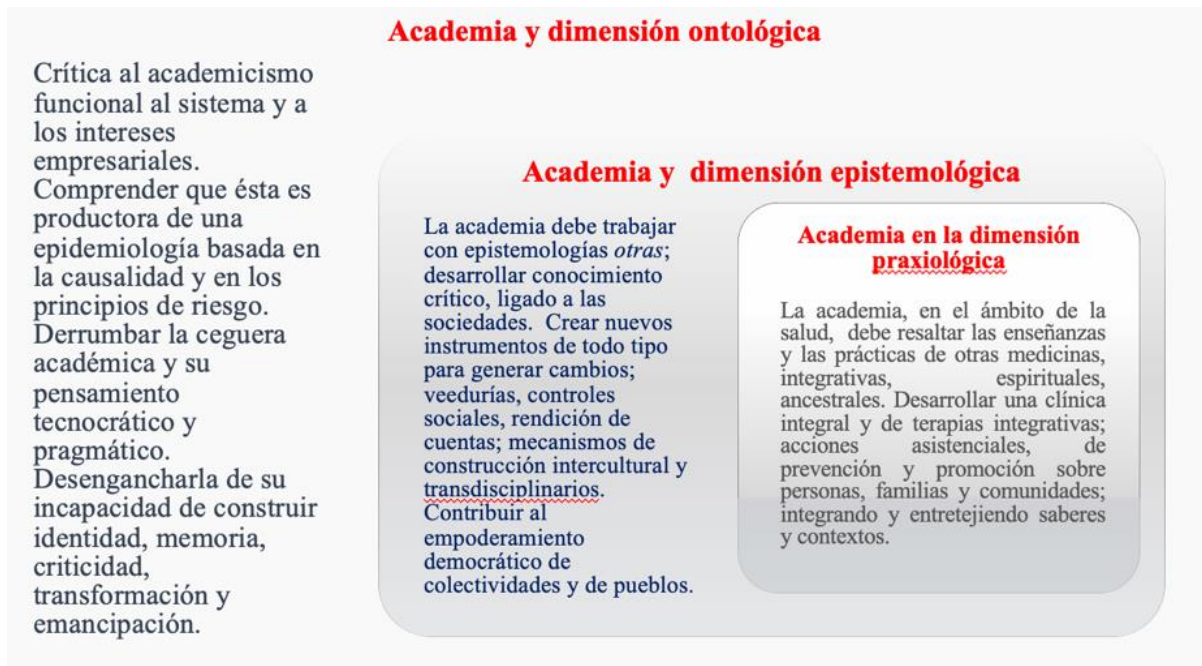 Academia y dimensión ontológica
Crítica al academicismo
funcional al sistema y a
los intereses
empresariales.
Comprender que ésta es
productora de una
epidemiología basada en
la causalidad y en los
principios de riesgo.
Derrumbar la ceguera
académica y su
pensamiento
tecnocrático y
pragmático.
Desengancharla de su
incapacidad de construir
identidad, memoria,
criticidad,
transformación y
emancipación.
Academia y dimensión epistemológica
La academia debe trabajar
con epistemologías otras;
desarrollar conocimiento
crítico, ligado a las
sociedades. Crear nuevos
instrumentos de todo tipo
para generar cambios;
veedurías, controles
sociales, rendición de
cuentas; mecanismos de
construcción intercultural y
transdisciplinarios.
Contribuir al
empoderamiento
democrático de
colectividades y de pueblos.
Academia en la dimensión
praxiológica
La academia, en el ámbito de la
salud, debe resaltar las enseñanzas
y las prácticas de otras medicinas,
integrativas, espirituales,
ancestrales. Desarrollar una clínica
integral y de terapias integrativas;
acciones asistenciales, de
prevención y promoción sobre
personas, familias y comunidades;
integrando y entretejiendo saberes
y contextos.